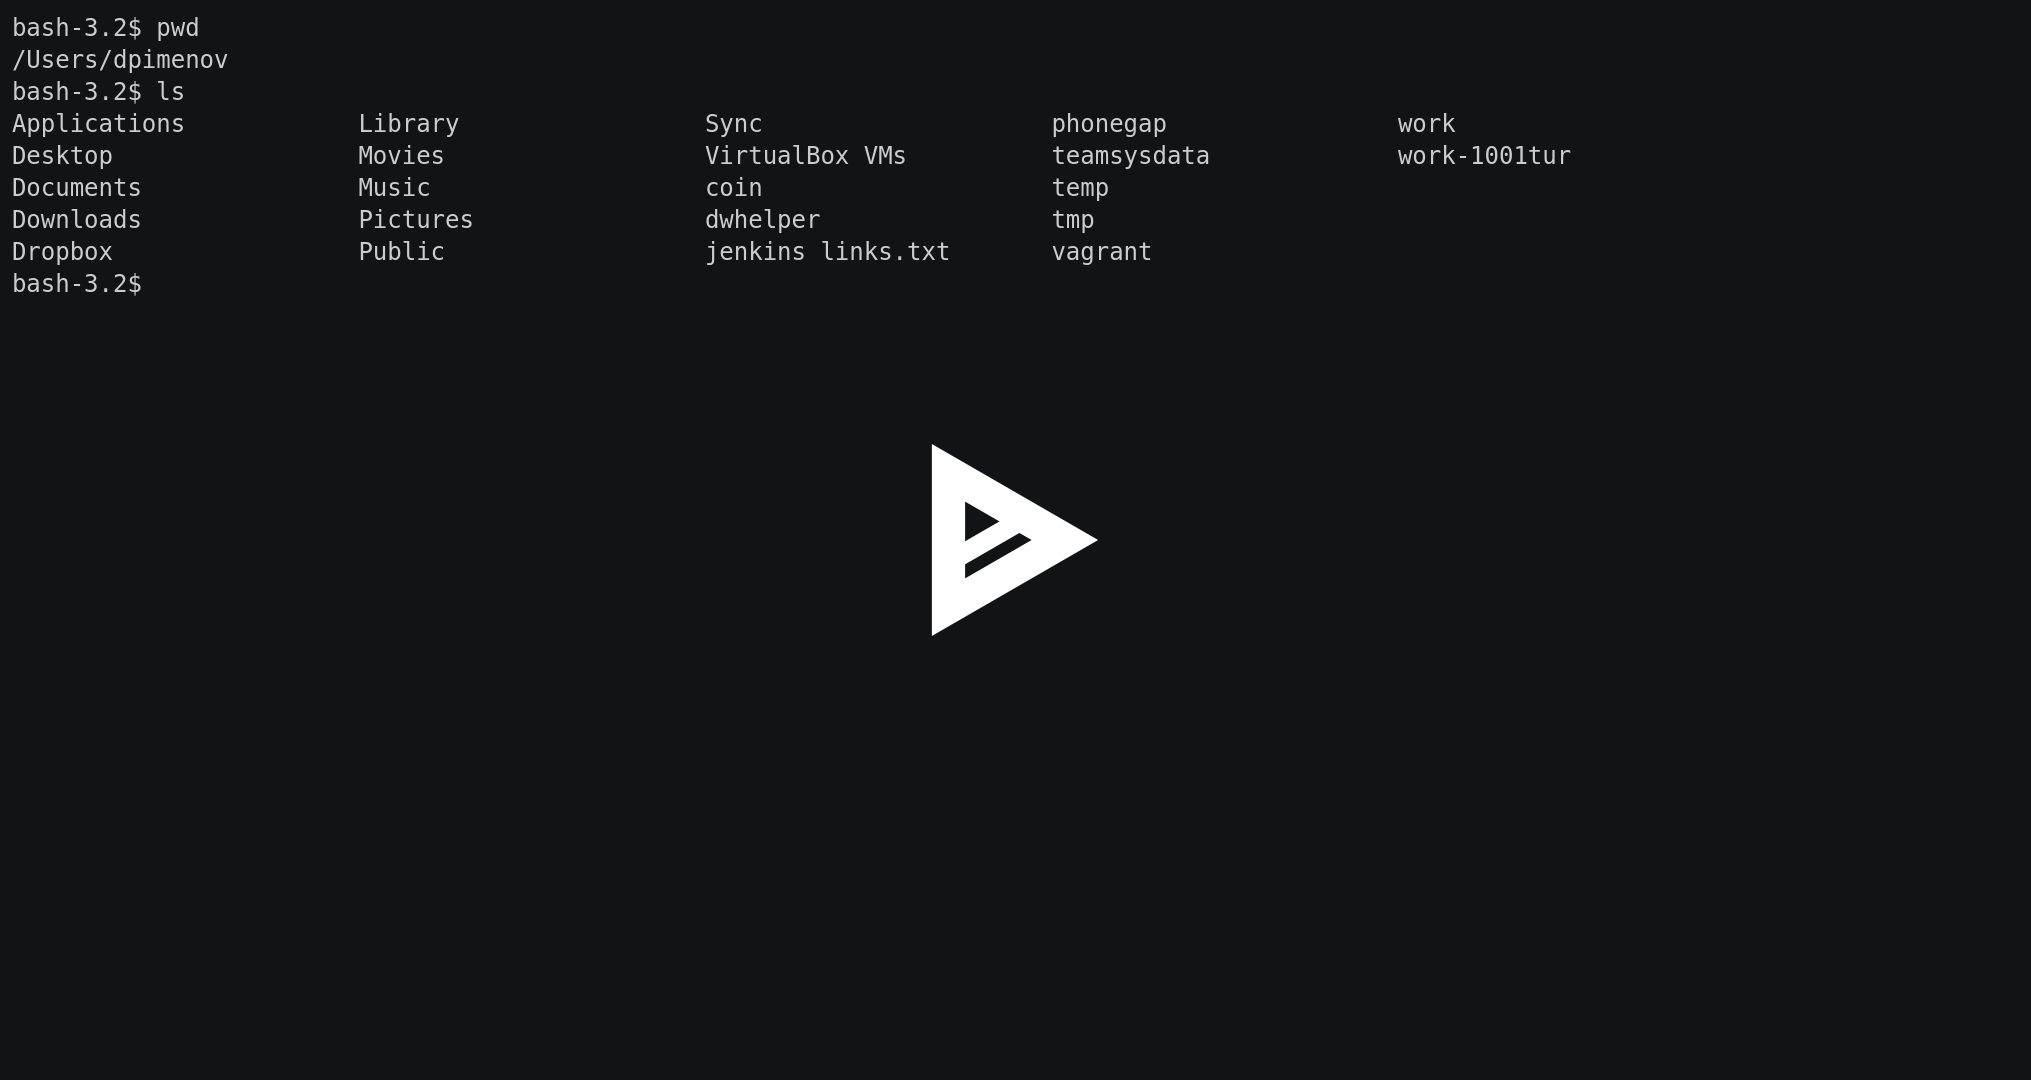 bash-3.2$ pwd
/Users/dpimenov
bash-3.2$ ls
Applications Library Sync phonegap work
Desktop Movies VirtualBox VMs teamsysdata work-1001tur
Documents Music coin temp
Downloads Pictures dwhelper tmp
Dropbox Public jenkins links.txt vagrant
bash-3.2$